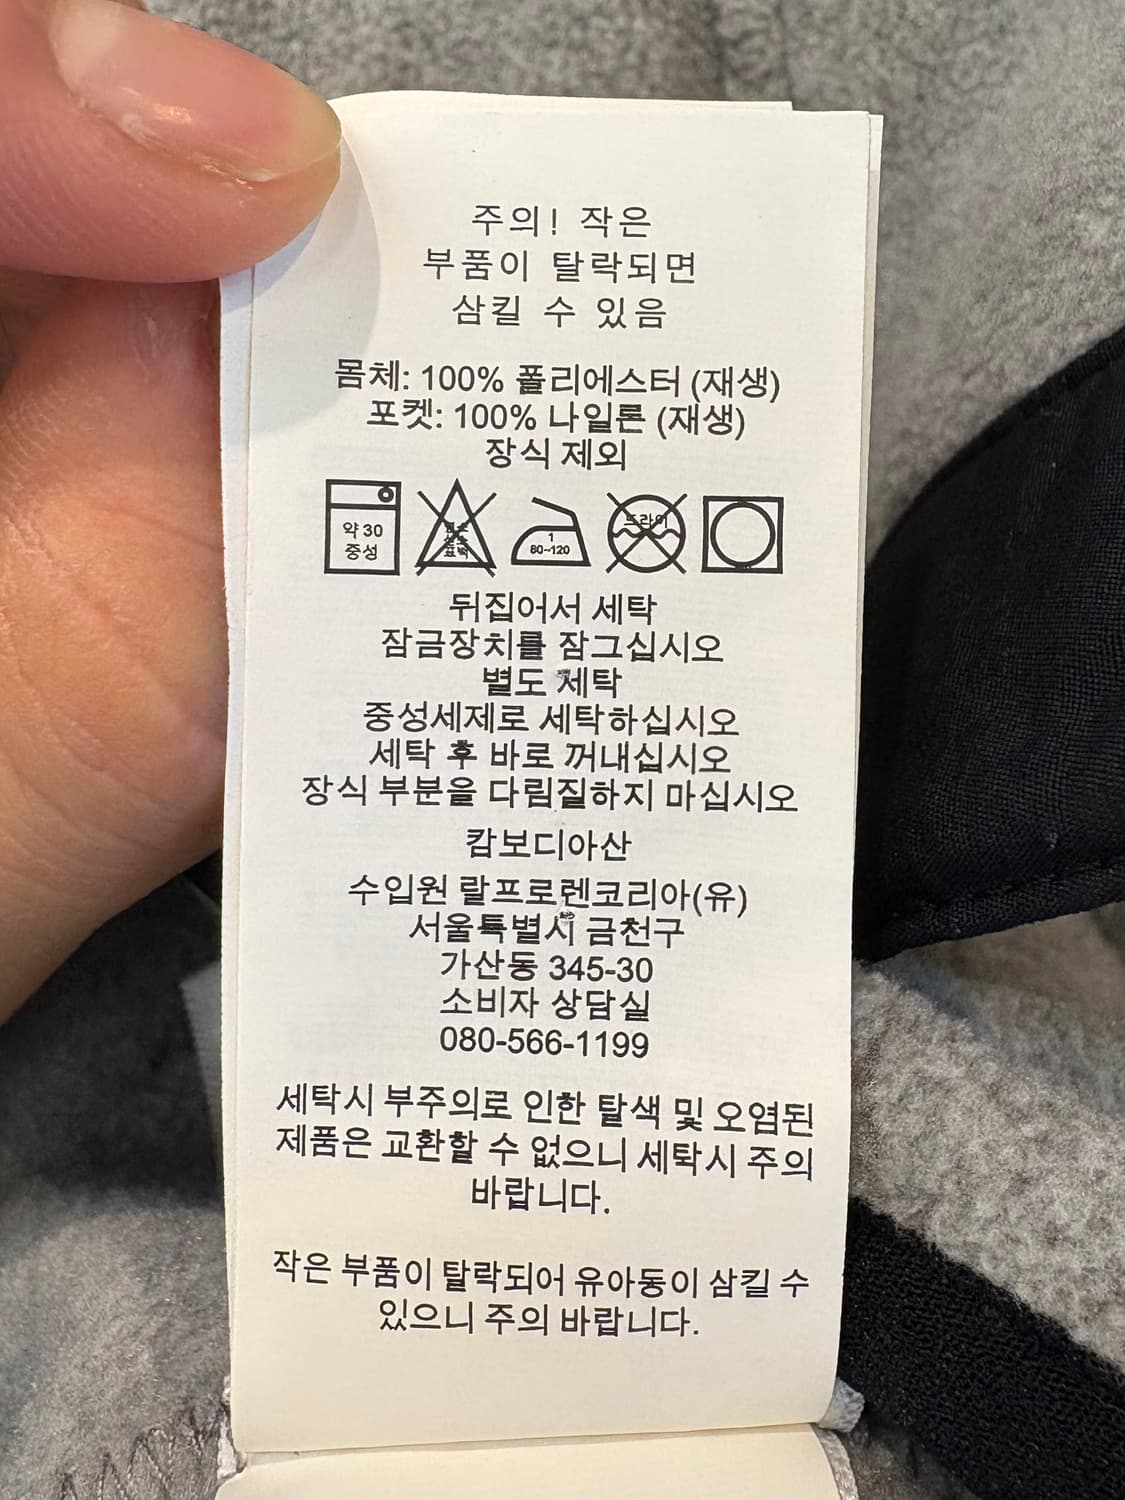 주의! 작은
부품이 탈락되면
삼킬 수 있음
몸체: 100% 폴리에스터 (재생)
포켓: 100% 나일론 (재생)
장식 제외
약 30
중성
1
80~120
드라이
뒤집어서 세탁
잠금장치를 잠그십시오
별도 세탁
중성세제로 세탁하십시오
세탁 후 바로 꺼내십시오
장식 부분을 다림질하지 마십시오
캄보디아산
수입원 랄프로렌코리아(유)
서울특별시 금천구
가산동 345-30
소비자 상담실
080-566-1199
세탁시 부주의로 인한 탈색 및 오염된
제품은 교환할 수 없으니 세탁시 주의
바랍니다.
작은 부품이 탈락되어 유아동이 삼킬 수
있으니 주의 바랍니다.